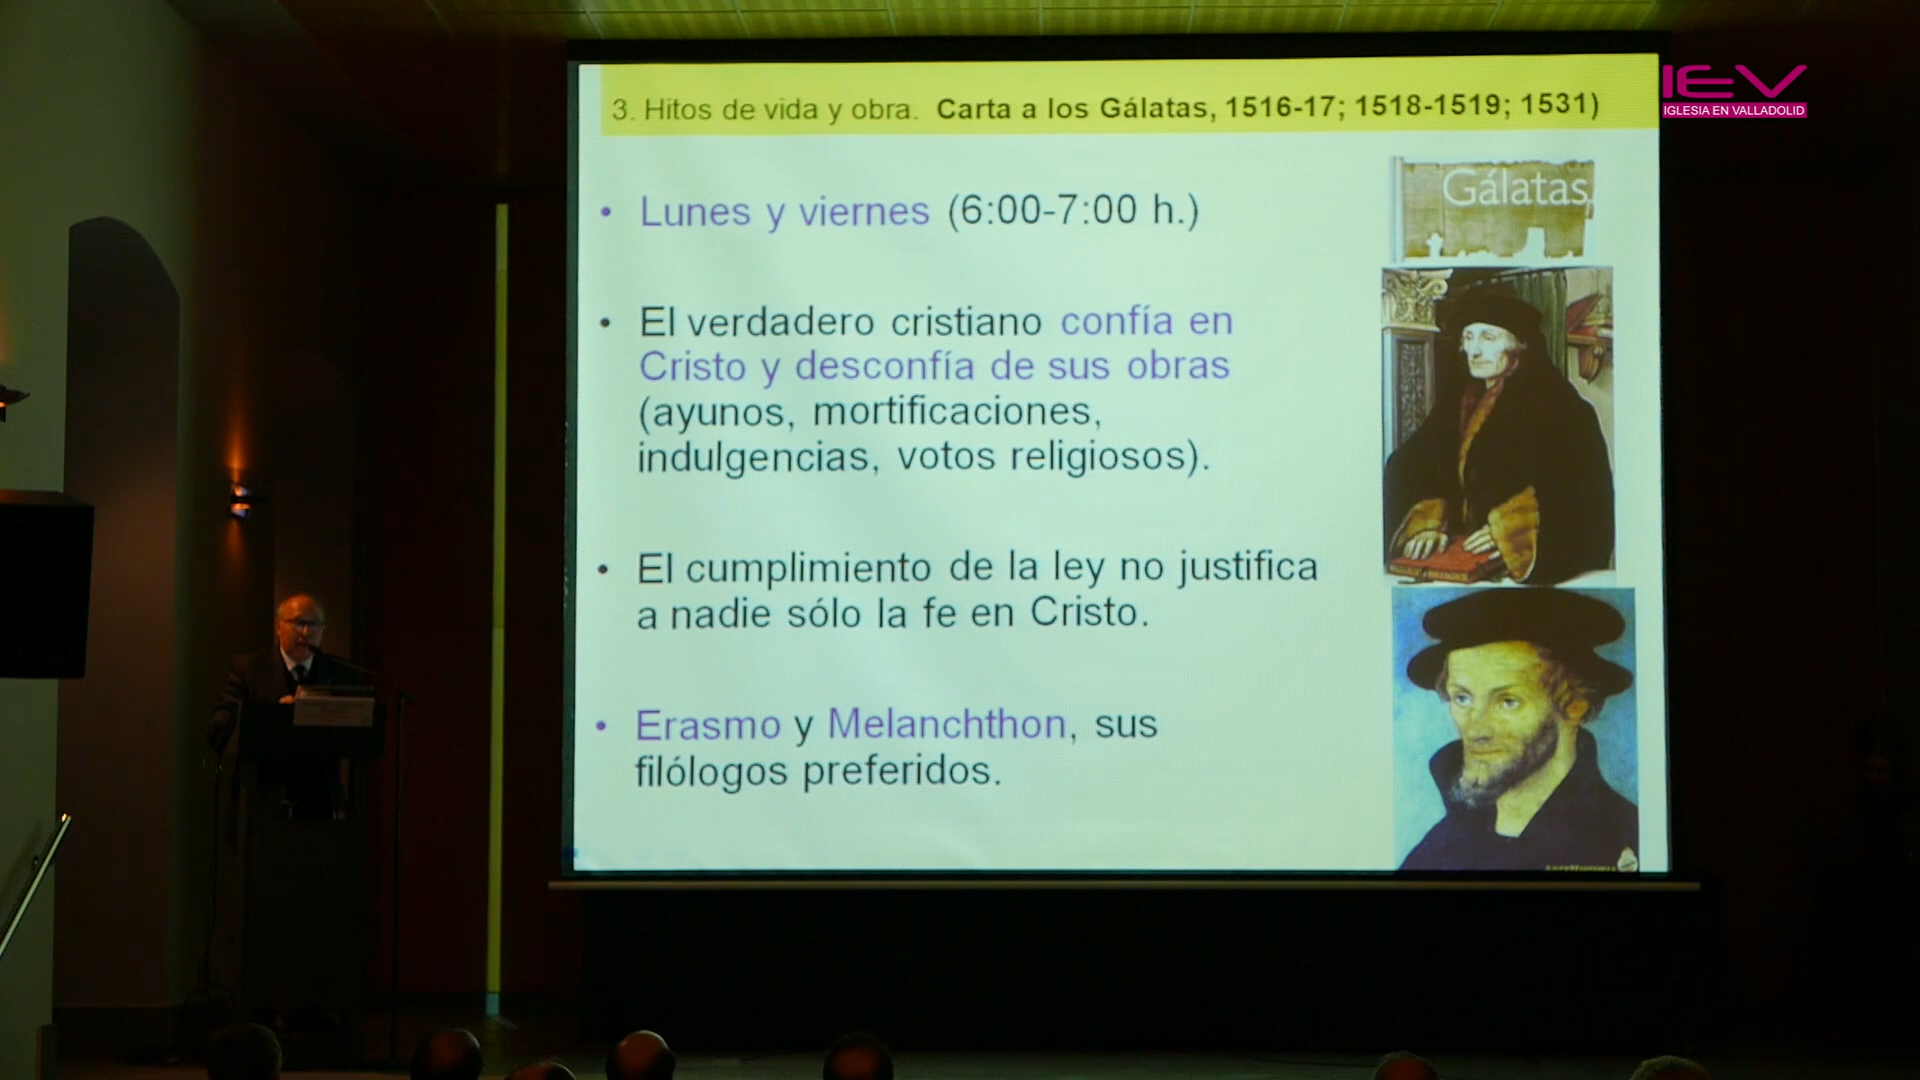 IEV
IGLESIA EN VALLADOLID
3. Hitos de vida y obra. Carta a los Gálatas, 1516-17; 1518-1519; 1531)
Gálatas
• Lunes y viernes (6:00-7:00 h.)
• El verdadero cristiano confía en
Cristo y desconfía de sus obras
(ayunos, mortificaciones,
indulgencias, votos religiosos).
• El cumplimiento de la ley no justifica
a nadie sólo la fe en Cristo.
• Erasmo y Melanchthon, sus
filólogos preferidos.